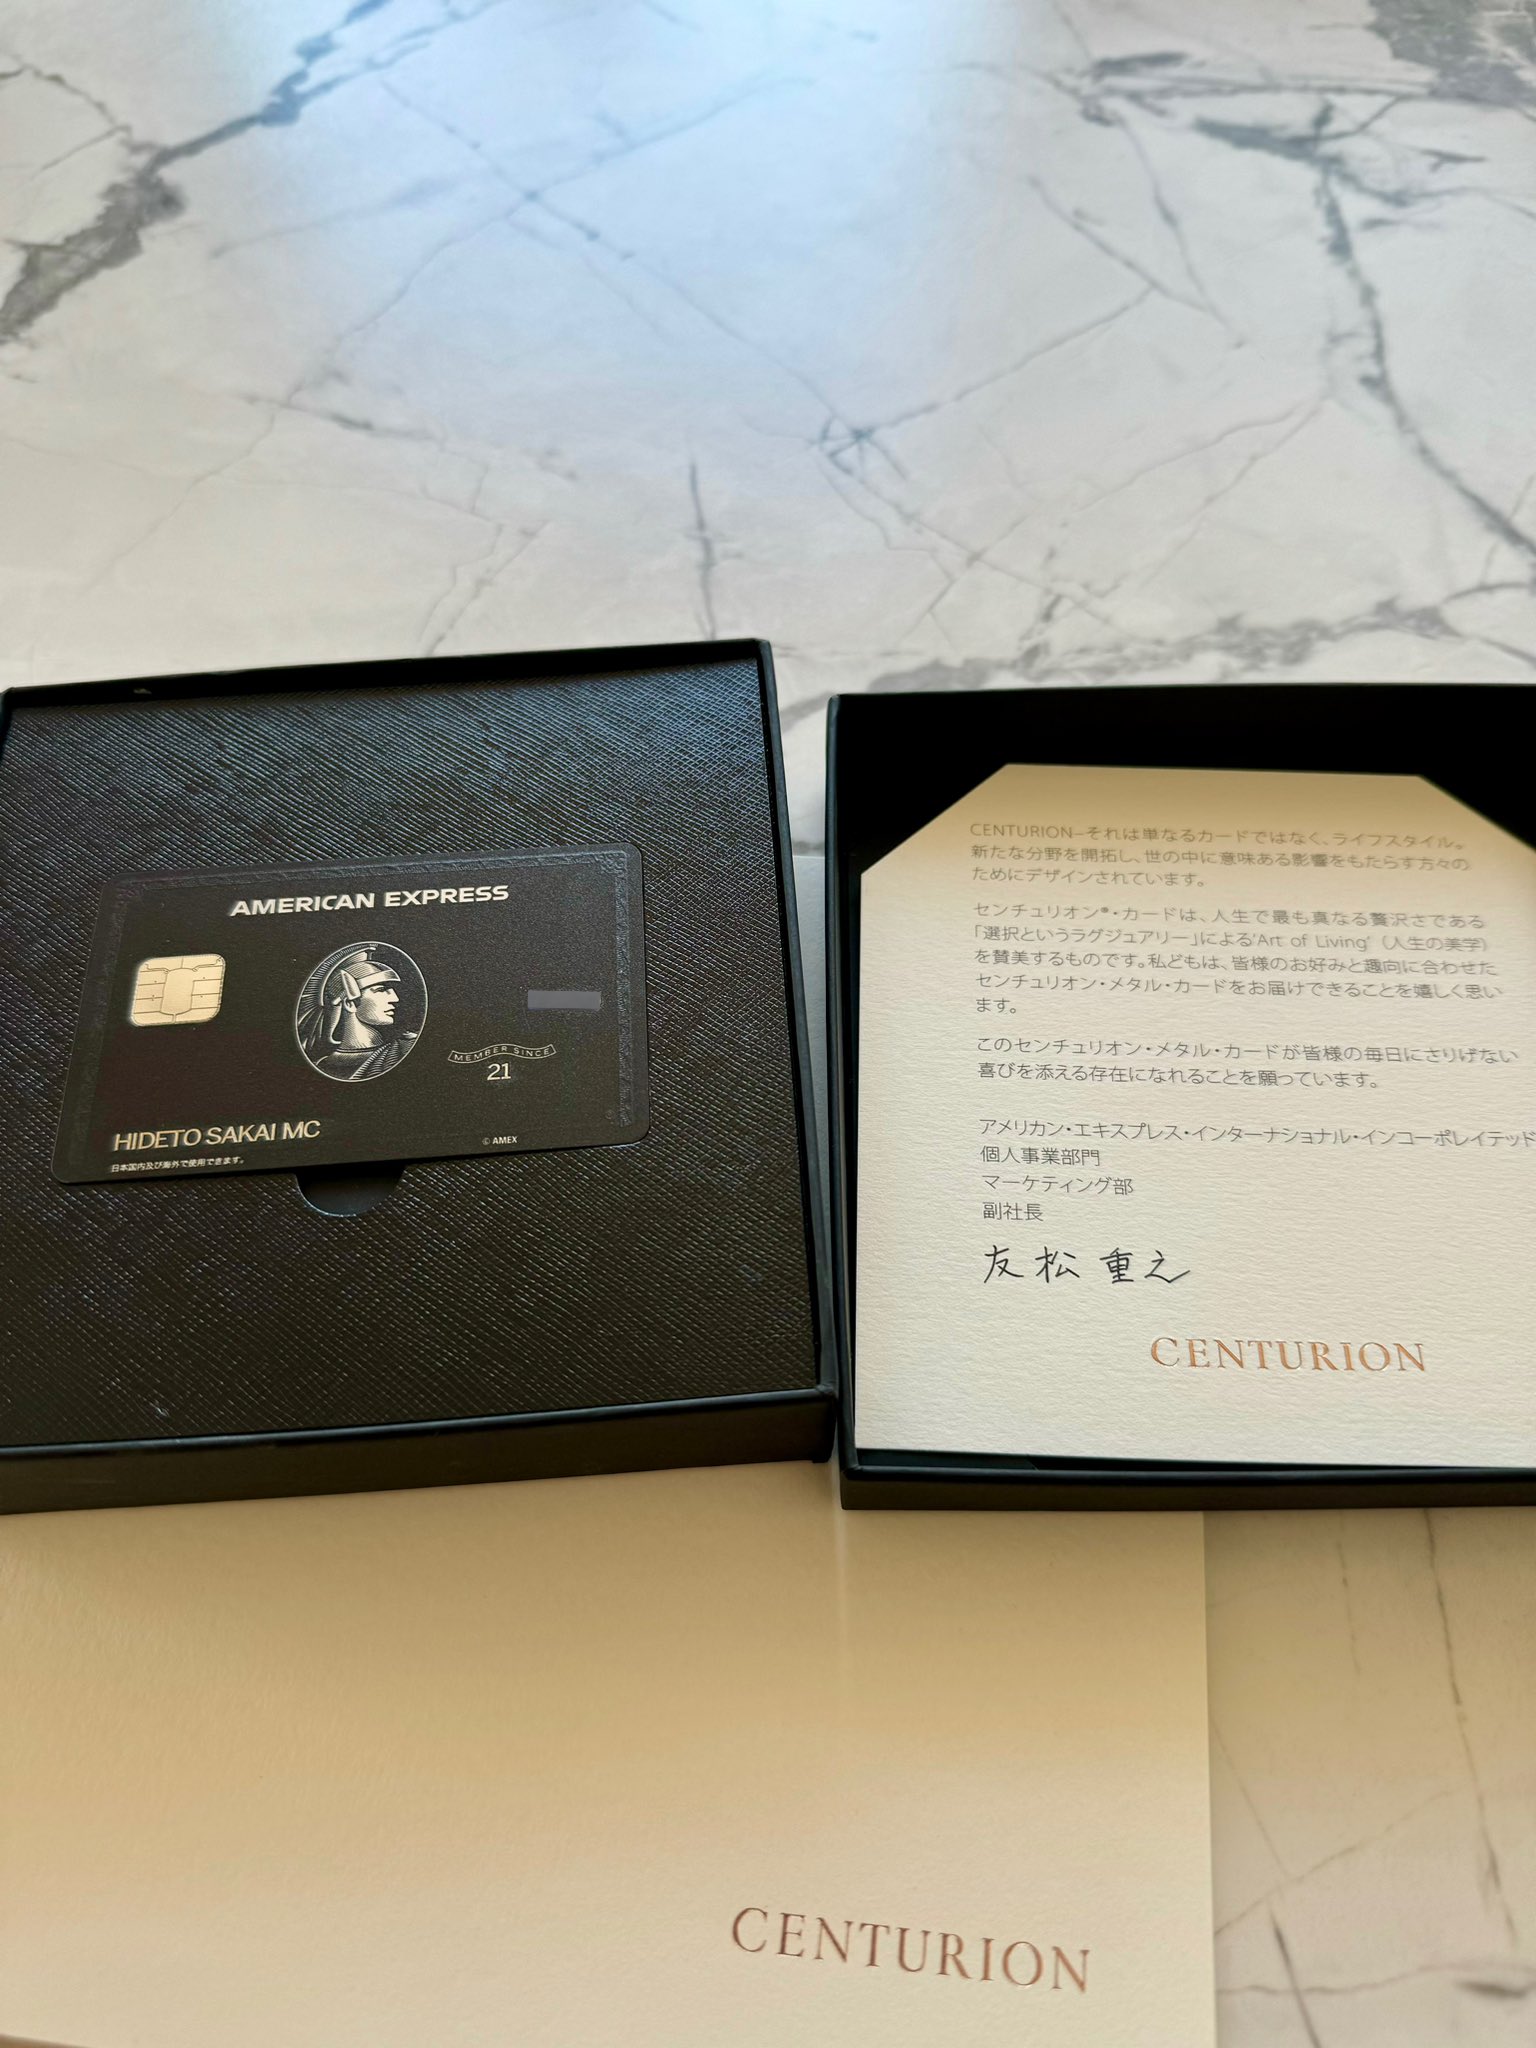 AMERICAN EXPRESS
MEMBER SINCE
21
HIDETO SAKAI MC
© AMEX
日本国内及び海外で使用できます。
CENTURION–それは単なるカードではなく、ライフスタイル。
新たな分野を開拓し、世の中に意味ある影響をもたらす方々の
ためにデザインされています。
センチュリオン®・カードは、人生で最も真なる贅沢さである
「選択というラグジュアリー」による'Art of Living'（人生の美学）
を賛美するものです。私どもは、皆様のお好みと趣向に合わせた
センチュリオン・メタル・カードをお届けできることを嬉しく思い
ます。
このセンチュリオン・メタル・カードが皆様の毎日にさりげない
喜びを添える存在になれることを願っています。
アメリカン・エキスプレス・インターナショナル・インコーポレイテッド
個人事業部門
マーケティング部
副社長
友松 重之
CENTURION
CENTURION